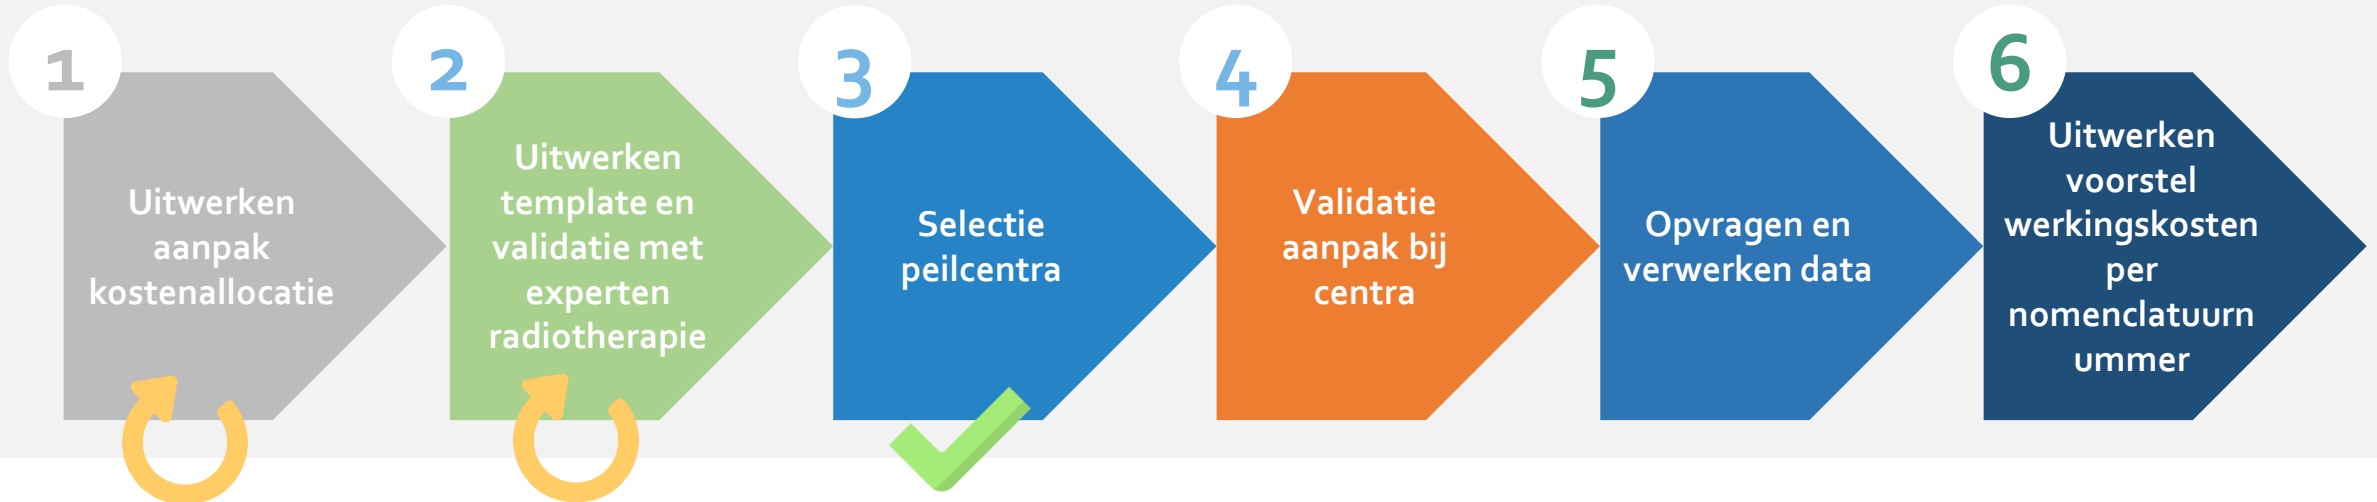 1
Uitwerken
aanpak
kostenallocatie
2
Uitwerken
template en
validatie met
experten
radiotherapie
3
Selectie
peilcentra
4
Validatie
aanpak bij
centra
5
Opvragen en
verwerken data
6
Uitwerken
voorstel
werkingskosten
per
nomenclatuurn
ummer